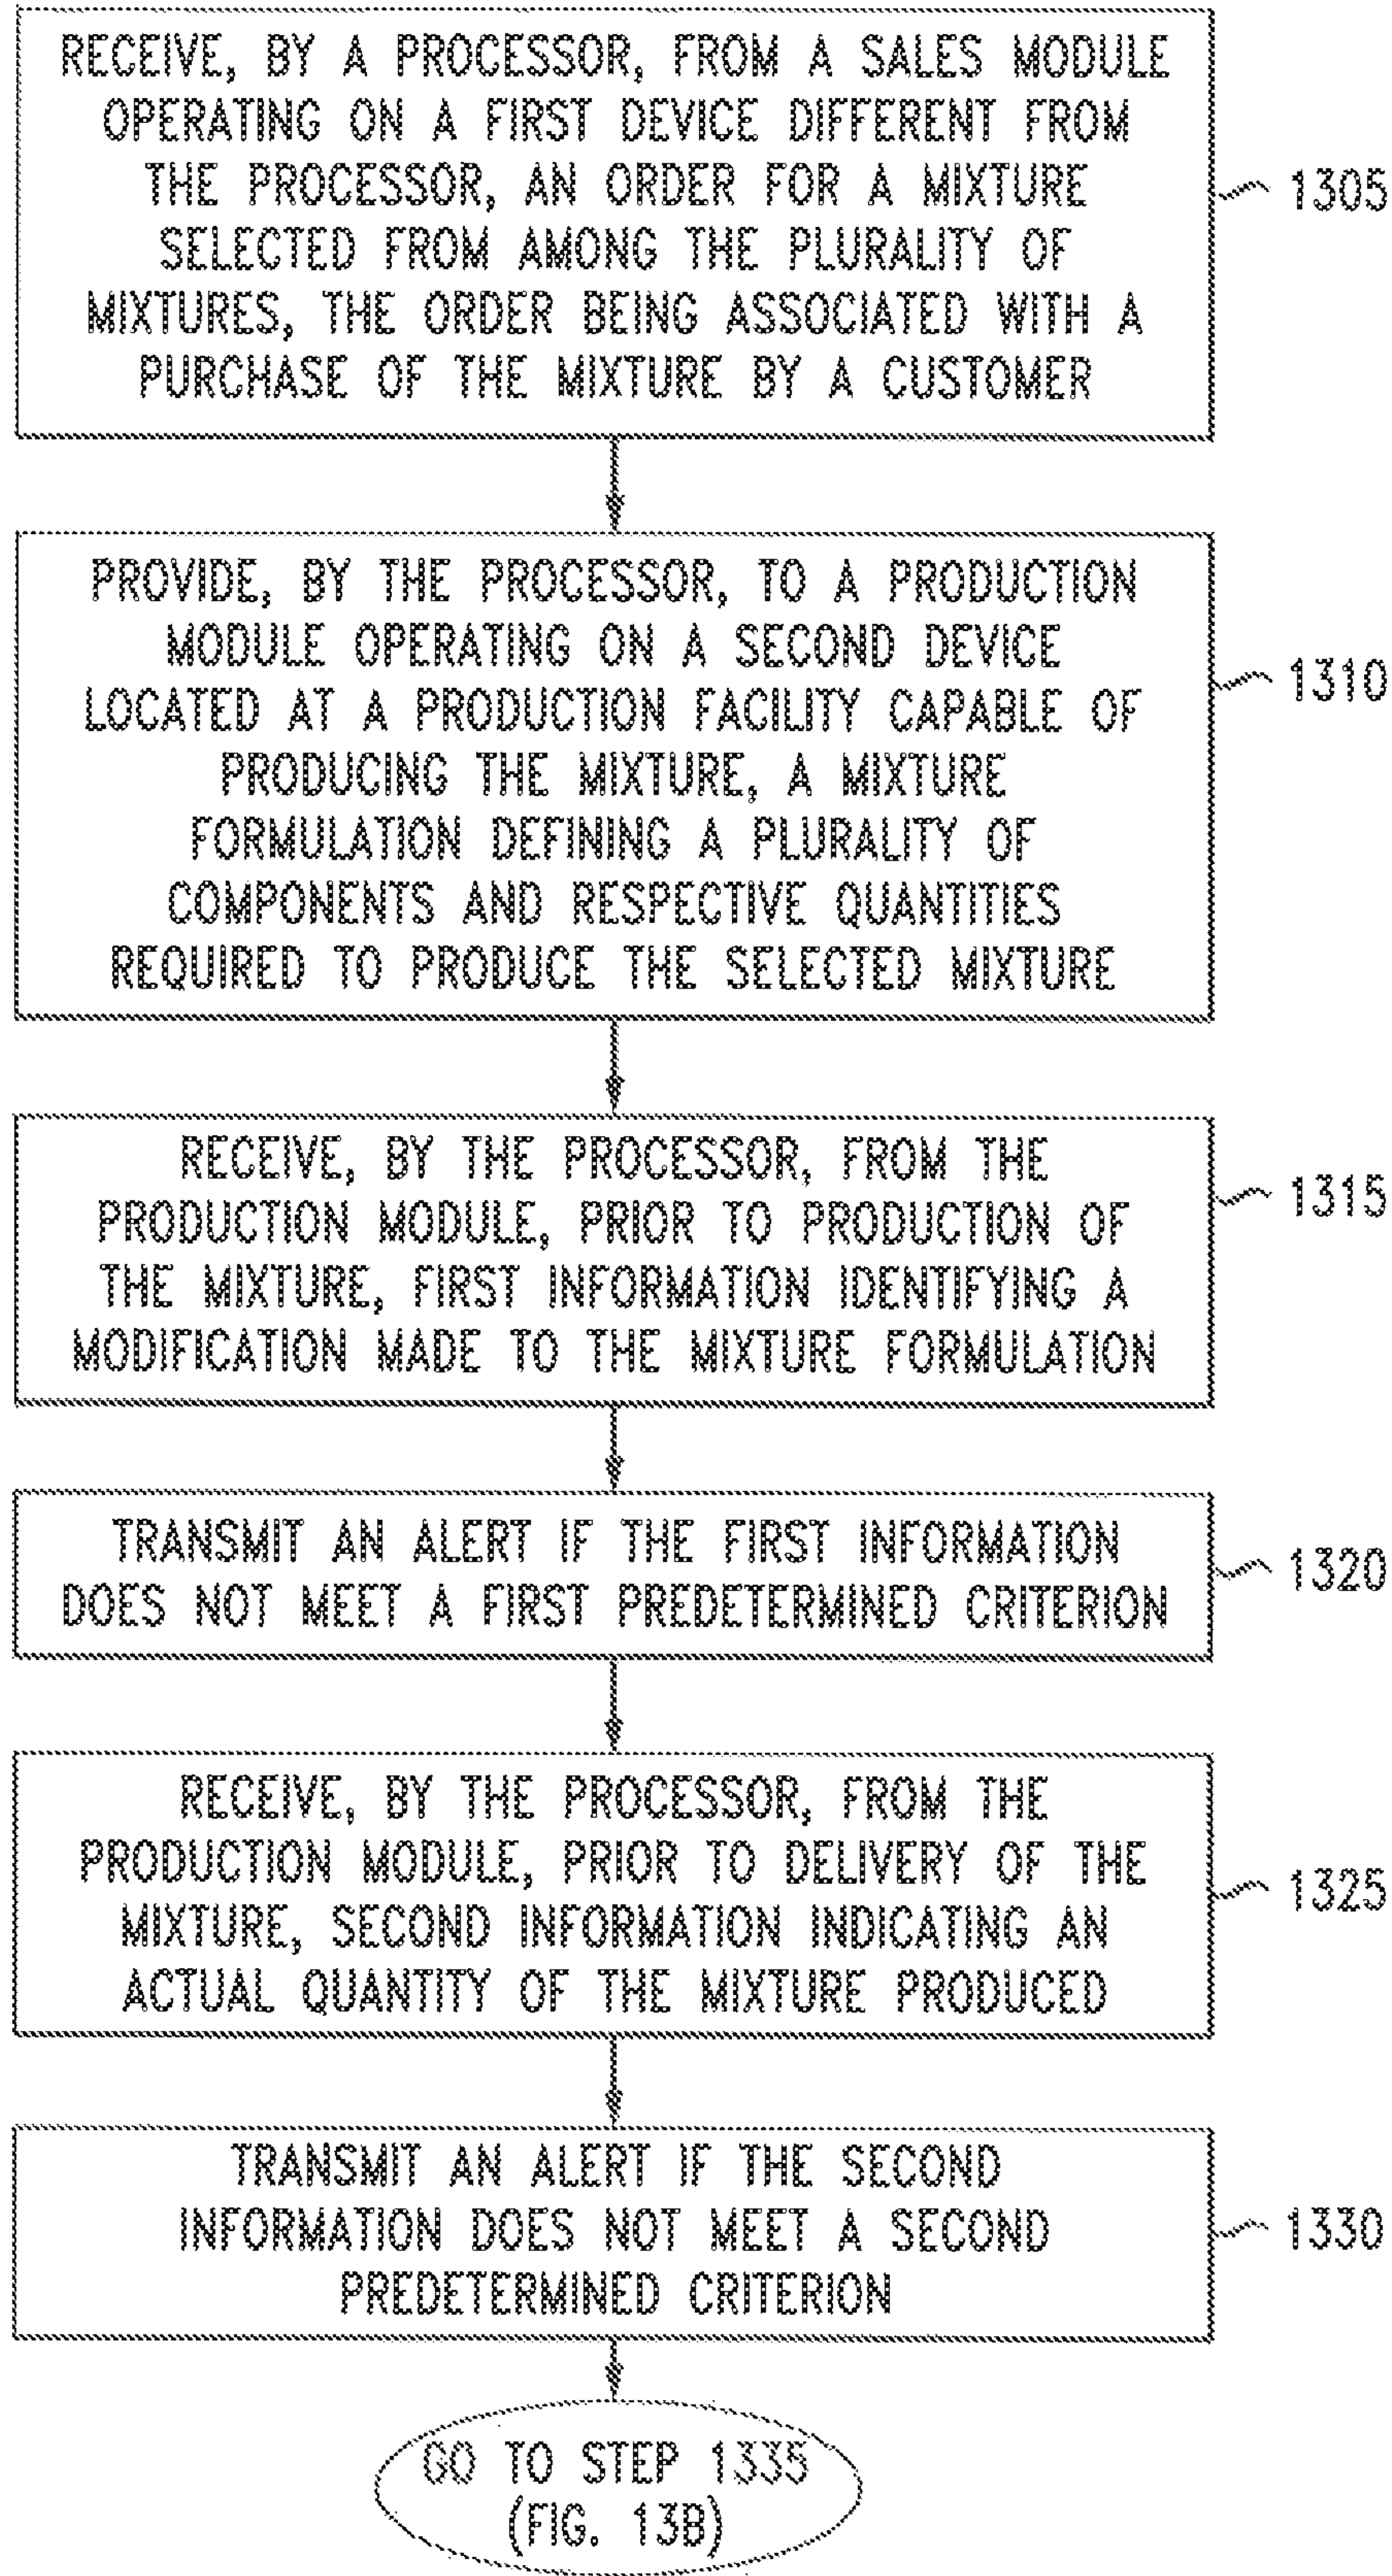 RECEIVE, BY A PROCESSOR, FROM A SALES MODULE
OPERATING ON A FIRST DEVICE DIFFERENT FROM
THE PROCESSOR, AN ORDER FOR A MIXTURE
SELECTED FROM AMONG THE PLURALITY OF
MIXTURES, THE ORDER BEING ASSOCIATED WITH A
PURCHASE OF THE MIXTURE BY A CUSTOMER
1305
PROVIDE, BY THE PROCESSOR, TO A PRODUCTION
MODULE OPERATING ON A SECOND DEVICE
LOCATED AT A PRODUCTION FACILITY CAPABLE OF
PRODUCING THE MIXTURE, A MIXTURE
FORMULATION DEFINING A PLURALITY OF
COMPONENTS AND RESPECTIVE QUANTITIES
REQUIRED TO PRODUCE THE SELECTED MIXTURE
1310
RECEIVE, BY THE PROCESSOR, FROM THE
PRODUCTION MODULE, PRIOR TO PRODUCTION OF
THE MIXTURE, FIRST INFORMATION IDENTIFYING A
MODIFICATION MADE TO THE MIXTURE FORMULATION
1315
TRANSMIT AN ALERT IF THE FIRST INFORMATION
DOES NOT MEET A FIRST PREDETERMINED CRITERION
1320
RECEIVE, BY THE PROCESSOR, FROM THE
PRODUCTION MODULE, PRIOR TO DELIVERY OF THE
MIXTURE, SECOND INFORMATION INDICATING AN
ACTUAL QUANTITY OF THE MIXTURE PRODUCED
1325
TRANSMIT AN ALERT IF THE SECOND
INFORMATION DOES NOT MEET A SECOND
PREDETERMINED CRITERION
1330
GO TO STEP 1335
(FIG. 13B)